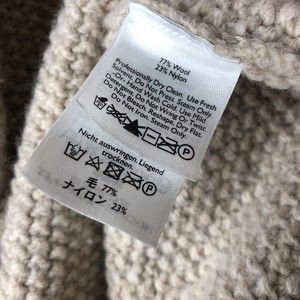 77% Wool
23% Nylon
Professionally Dry Clean. Use Fresh
Solvent. Do Not Press. Steam Only
Or: Hand Wash Cold. Use Mild
Detergent. Do Not Wring Or Twist.
Do Not Bleach. Reshape. Dry Flat.
Do Not Iron. Steam Only.
P
Nicht auswringen. Liegend
trocknen.
P
毛 77%
ナイロン 23%